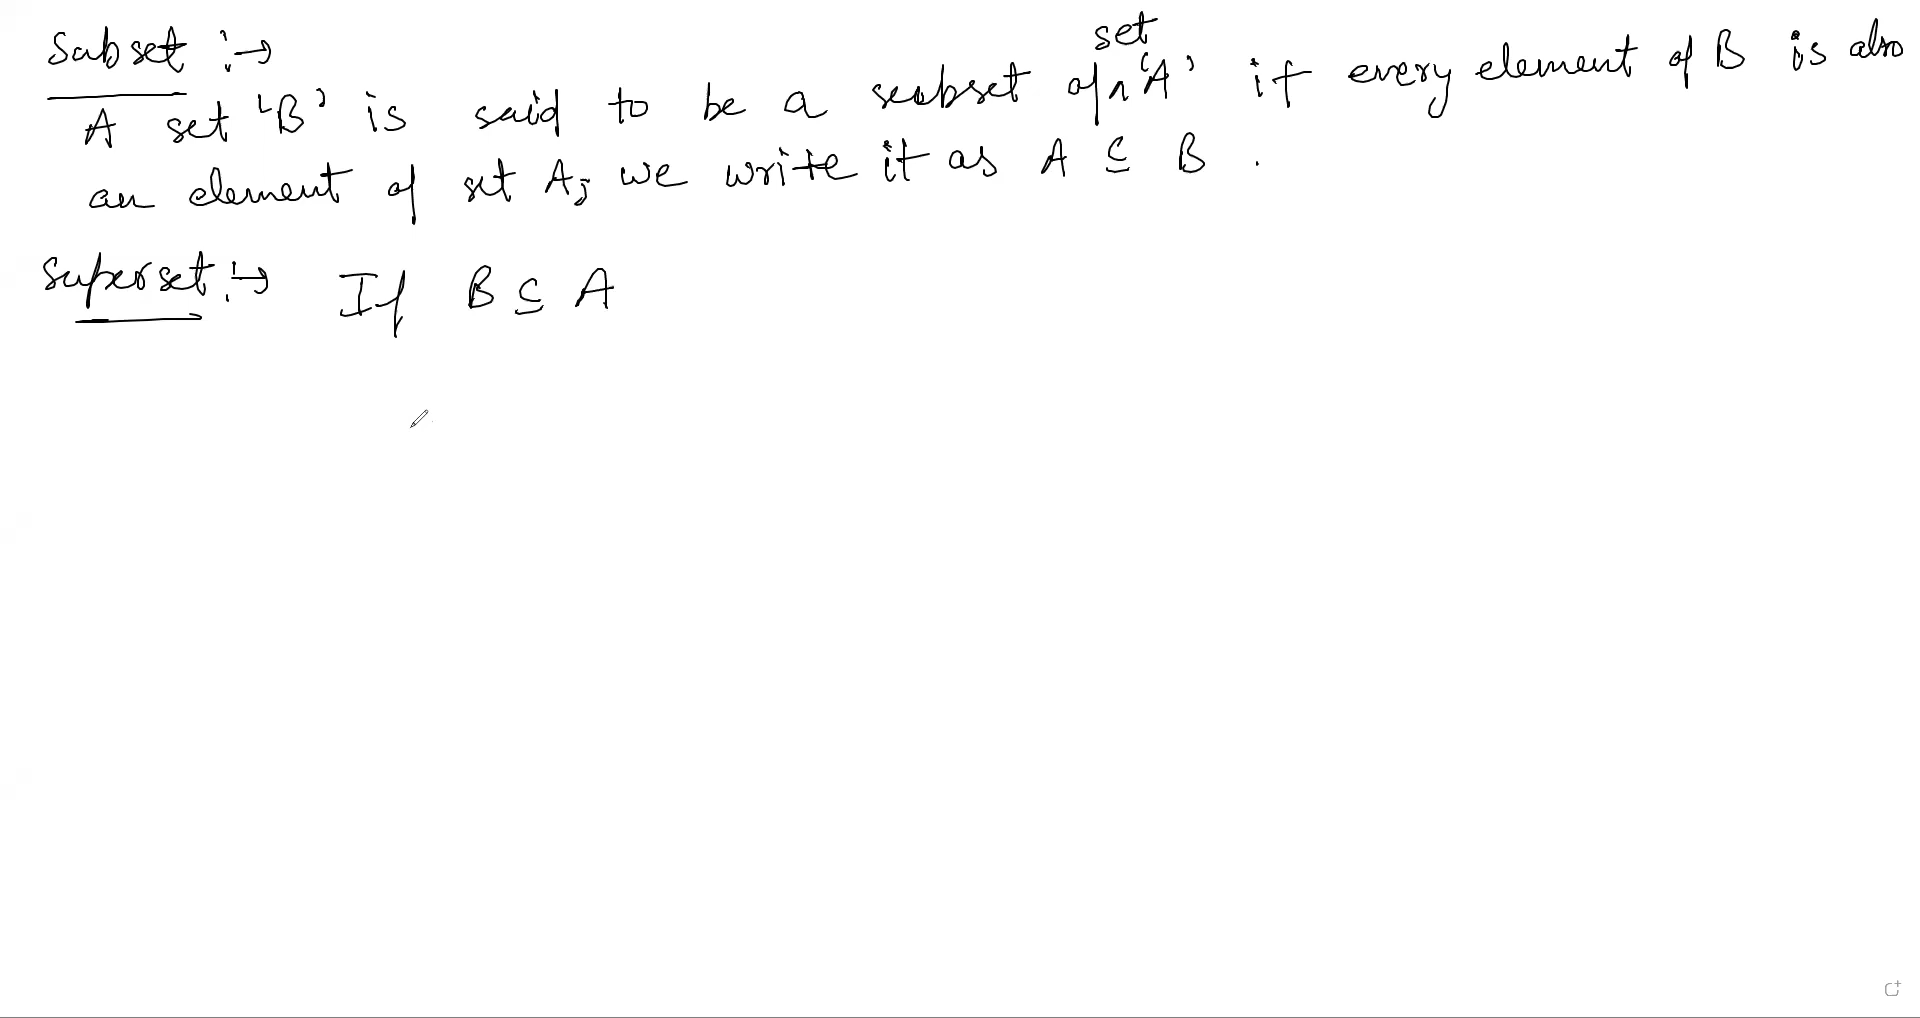 Subset :→
A set 'B' is said to be a subset of ^ set 'A' if every element of B is also
an element of set A; we write it as A ⊆ B .
Superset :→ If B ⊆ A